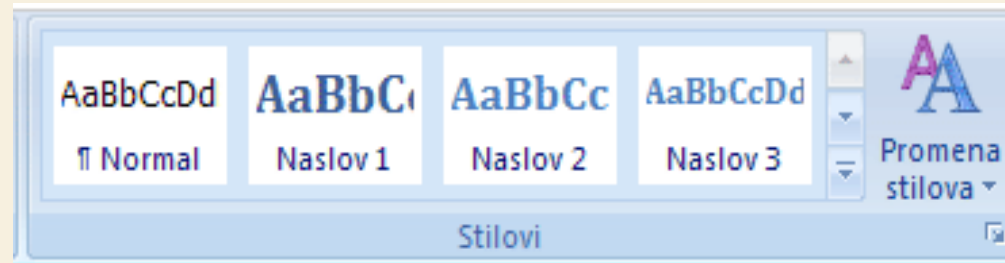 AaBbCcDd AaBbC AaBbCc AaBbCcDd
¶ Normal Naslov 1 Naslov 2 Naslov 3
Promena
stilova
Stilovi